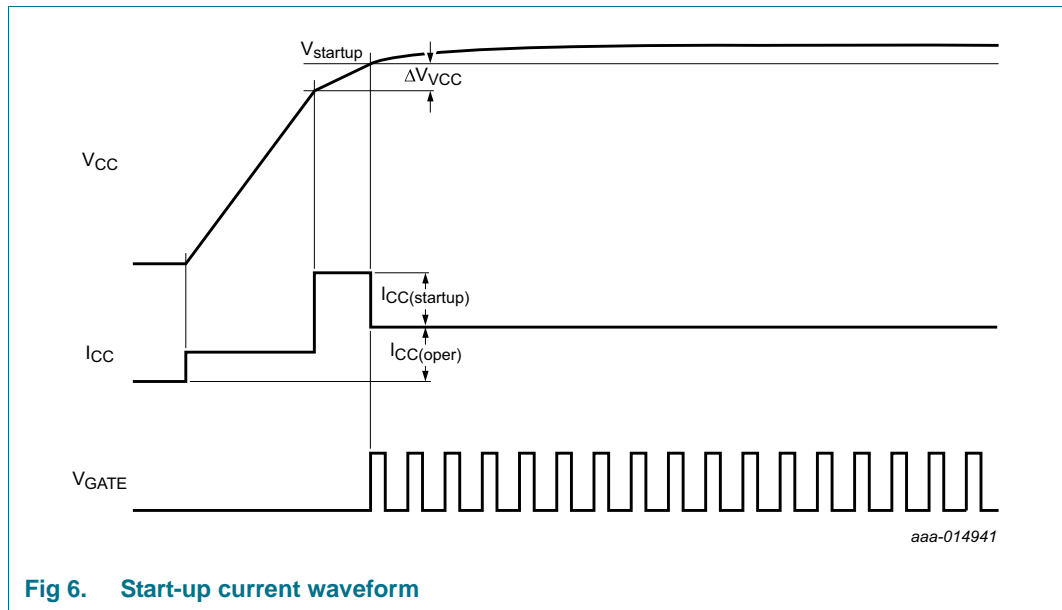 Vstartup
ΔVVCC
VCC
ICC(startup)
ICC
ICC(oper)
VGATE
aaa-014941
Fig 6. Start-up current waveform